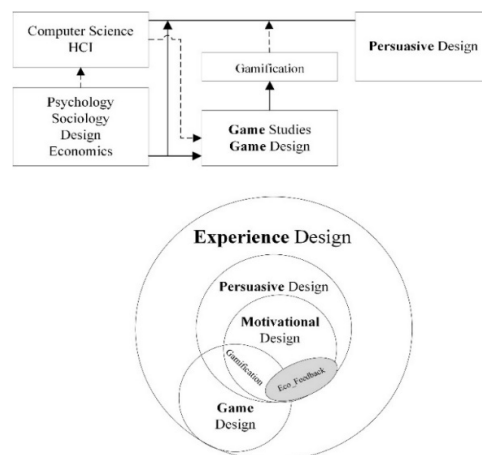 Computer Science
HCI
Persuasive Design
Gamification
Psychology
Sociology
Design
Economics
Game Studies
Game Design
Experience Design
Persuasive Design
Motivational
Design
Gamification
Eco_Feedback
Game
Design